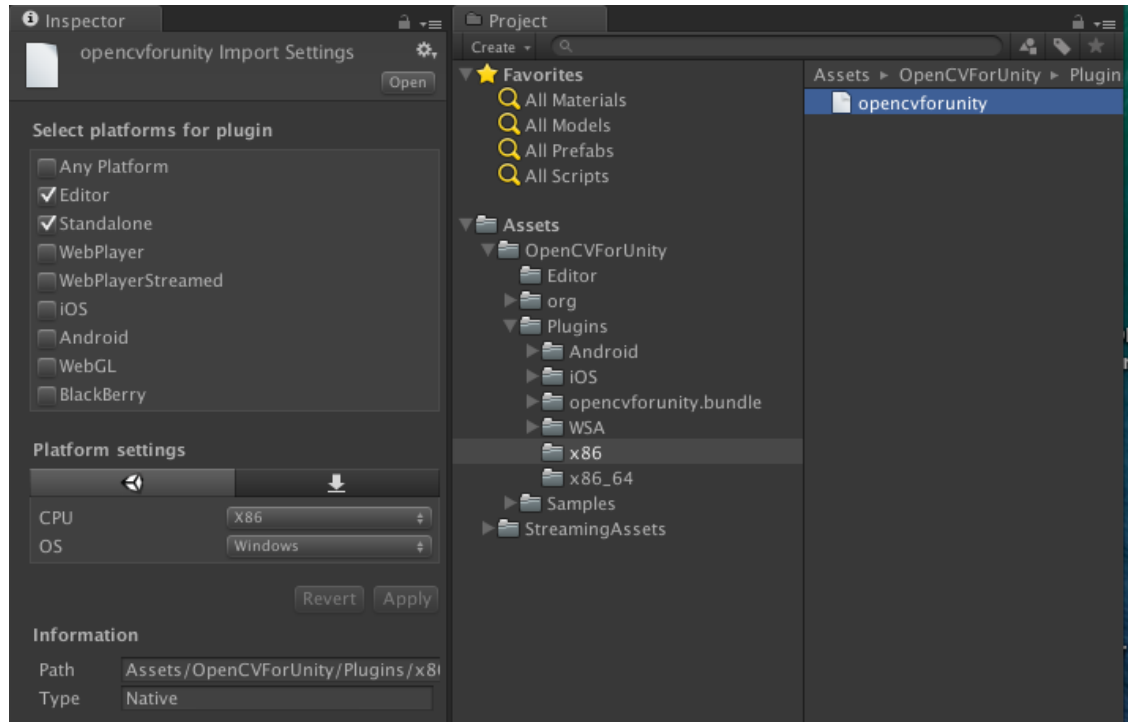 Inspector
opencvforunity Import Settings
Open
Select platforms for plugin
Any Platform
Editor
Standalone
WebPlayer
WebPlayerStreamed
iOS
Android
WebGL
BlackBerry
Platform settings
CPU X86
OS Windows
Revert Apply
Information
Path Assets/OpenCVForUnity/Plugins/x8
Type Native
Project
Create
Favorites
All Materials
All Models
All Prefabs
All Scripts
Assets
OpenCVForUnity
Editor
org
Plugins
Android
iOS
opencvforunity.bundle
WSA
x86
x86_64
Samples
StreamingAssets
Assets ▸ OpenCVForUnity ▸ Plugin
opencvforunity